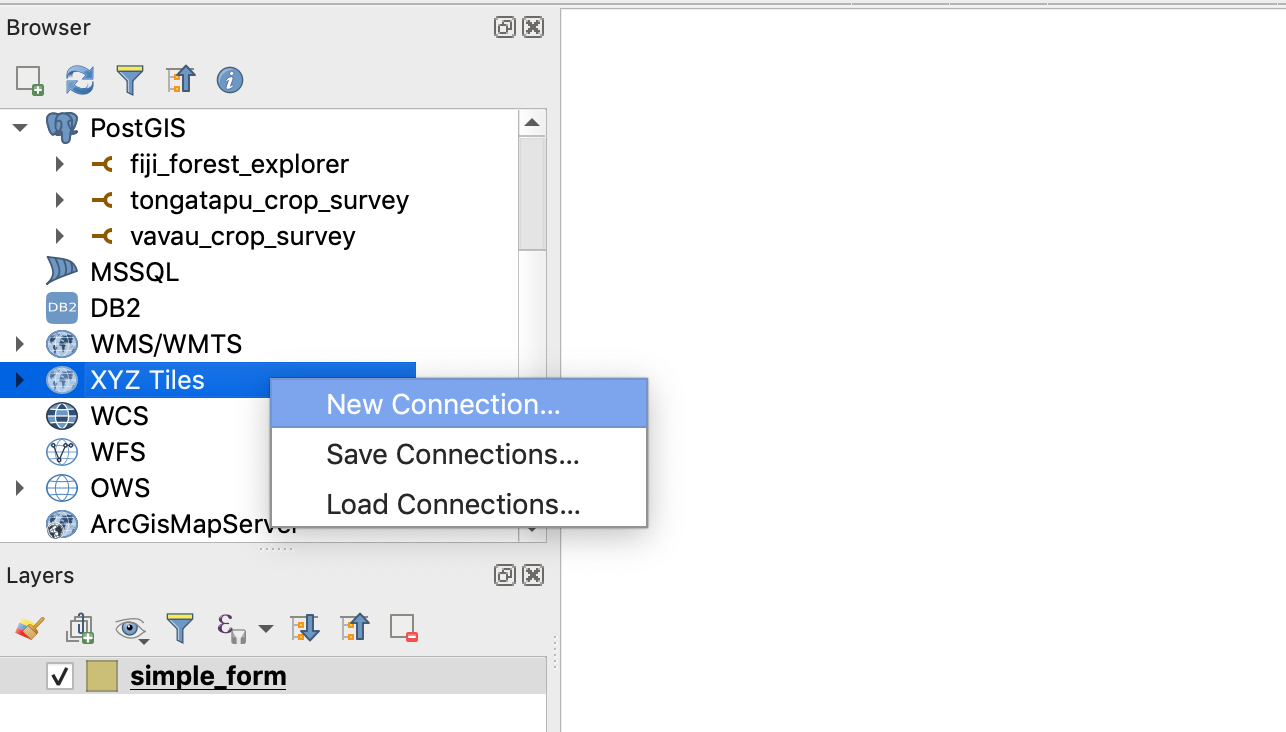 Browser
PostGIS
fiji_forest_explorer
tongatapu_crop_survey
vavau_crop_survey
MSSQL
DB2 DB2
WMS/WMTS
XYZ Tiles
New Connection...
WCS
Save Connections...
WFS
OWS
Load Connections...
ArcGisMapServer
Layers
simple_form